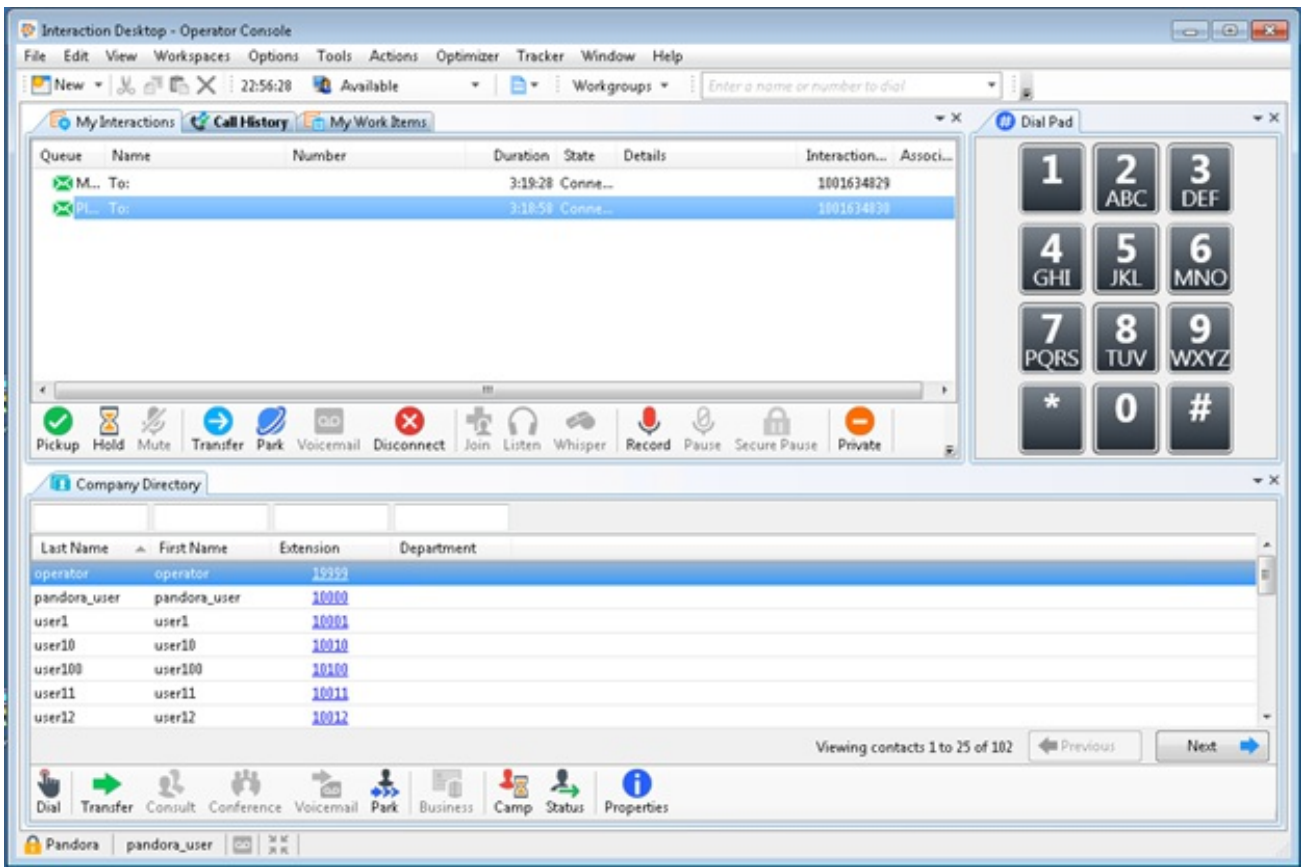 Interaction Desktop - Operator Console
File Edit View Workspaces Options Tools Actions Optimizer Tracker Window Help
New 22:56:28 Available Workgroups Enter a name or number to dial
My Interactions Call History My Work Items
Queue Name Number Duration State Details Interaction... Associ...
M... To: 3:19:28 Conne... 1001634829
Pl... To: 3:18:58 Conne... 1001634830
Pickup Hold Mute Transfer Park Voicemail Disconnect Join Listen Whisper Record Pause Secure Pause Private
Dial Pad
1 2 3
ABC DEF
4 5 6
GHI JKL MNO
7 8 9
PQRS TUV WXYZ
* 0 #
Company Directory
Last Name First Name Extension Department
operator operator 19999
pandora_user pandora_user 10000
user1 user1 10001
user10 user10 10010
user100 user100 10100
user11 user11 10011
user12 user12 10012
Viewing contacts 1 to 25 of 102 Previous Next
Dial Transfer Consult Conference Voicemail Park Business Camp Status Properties
Pandora pandora_user